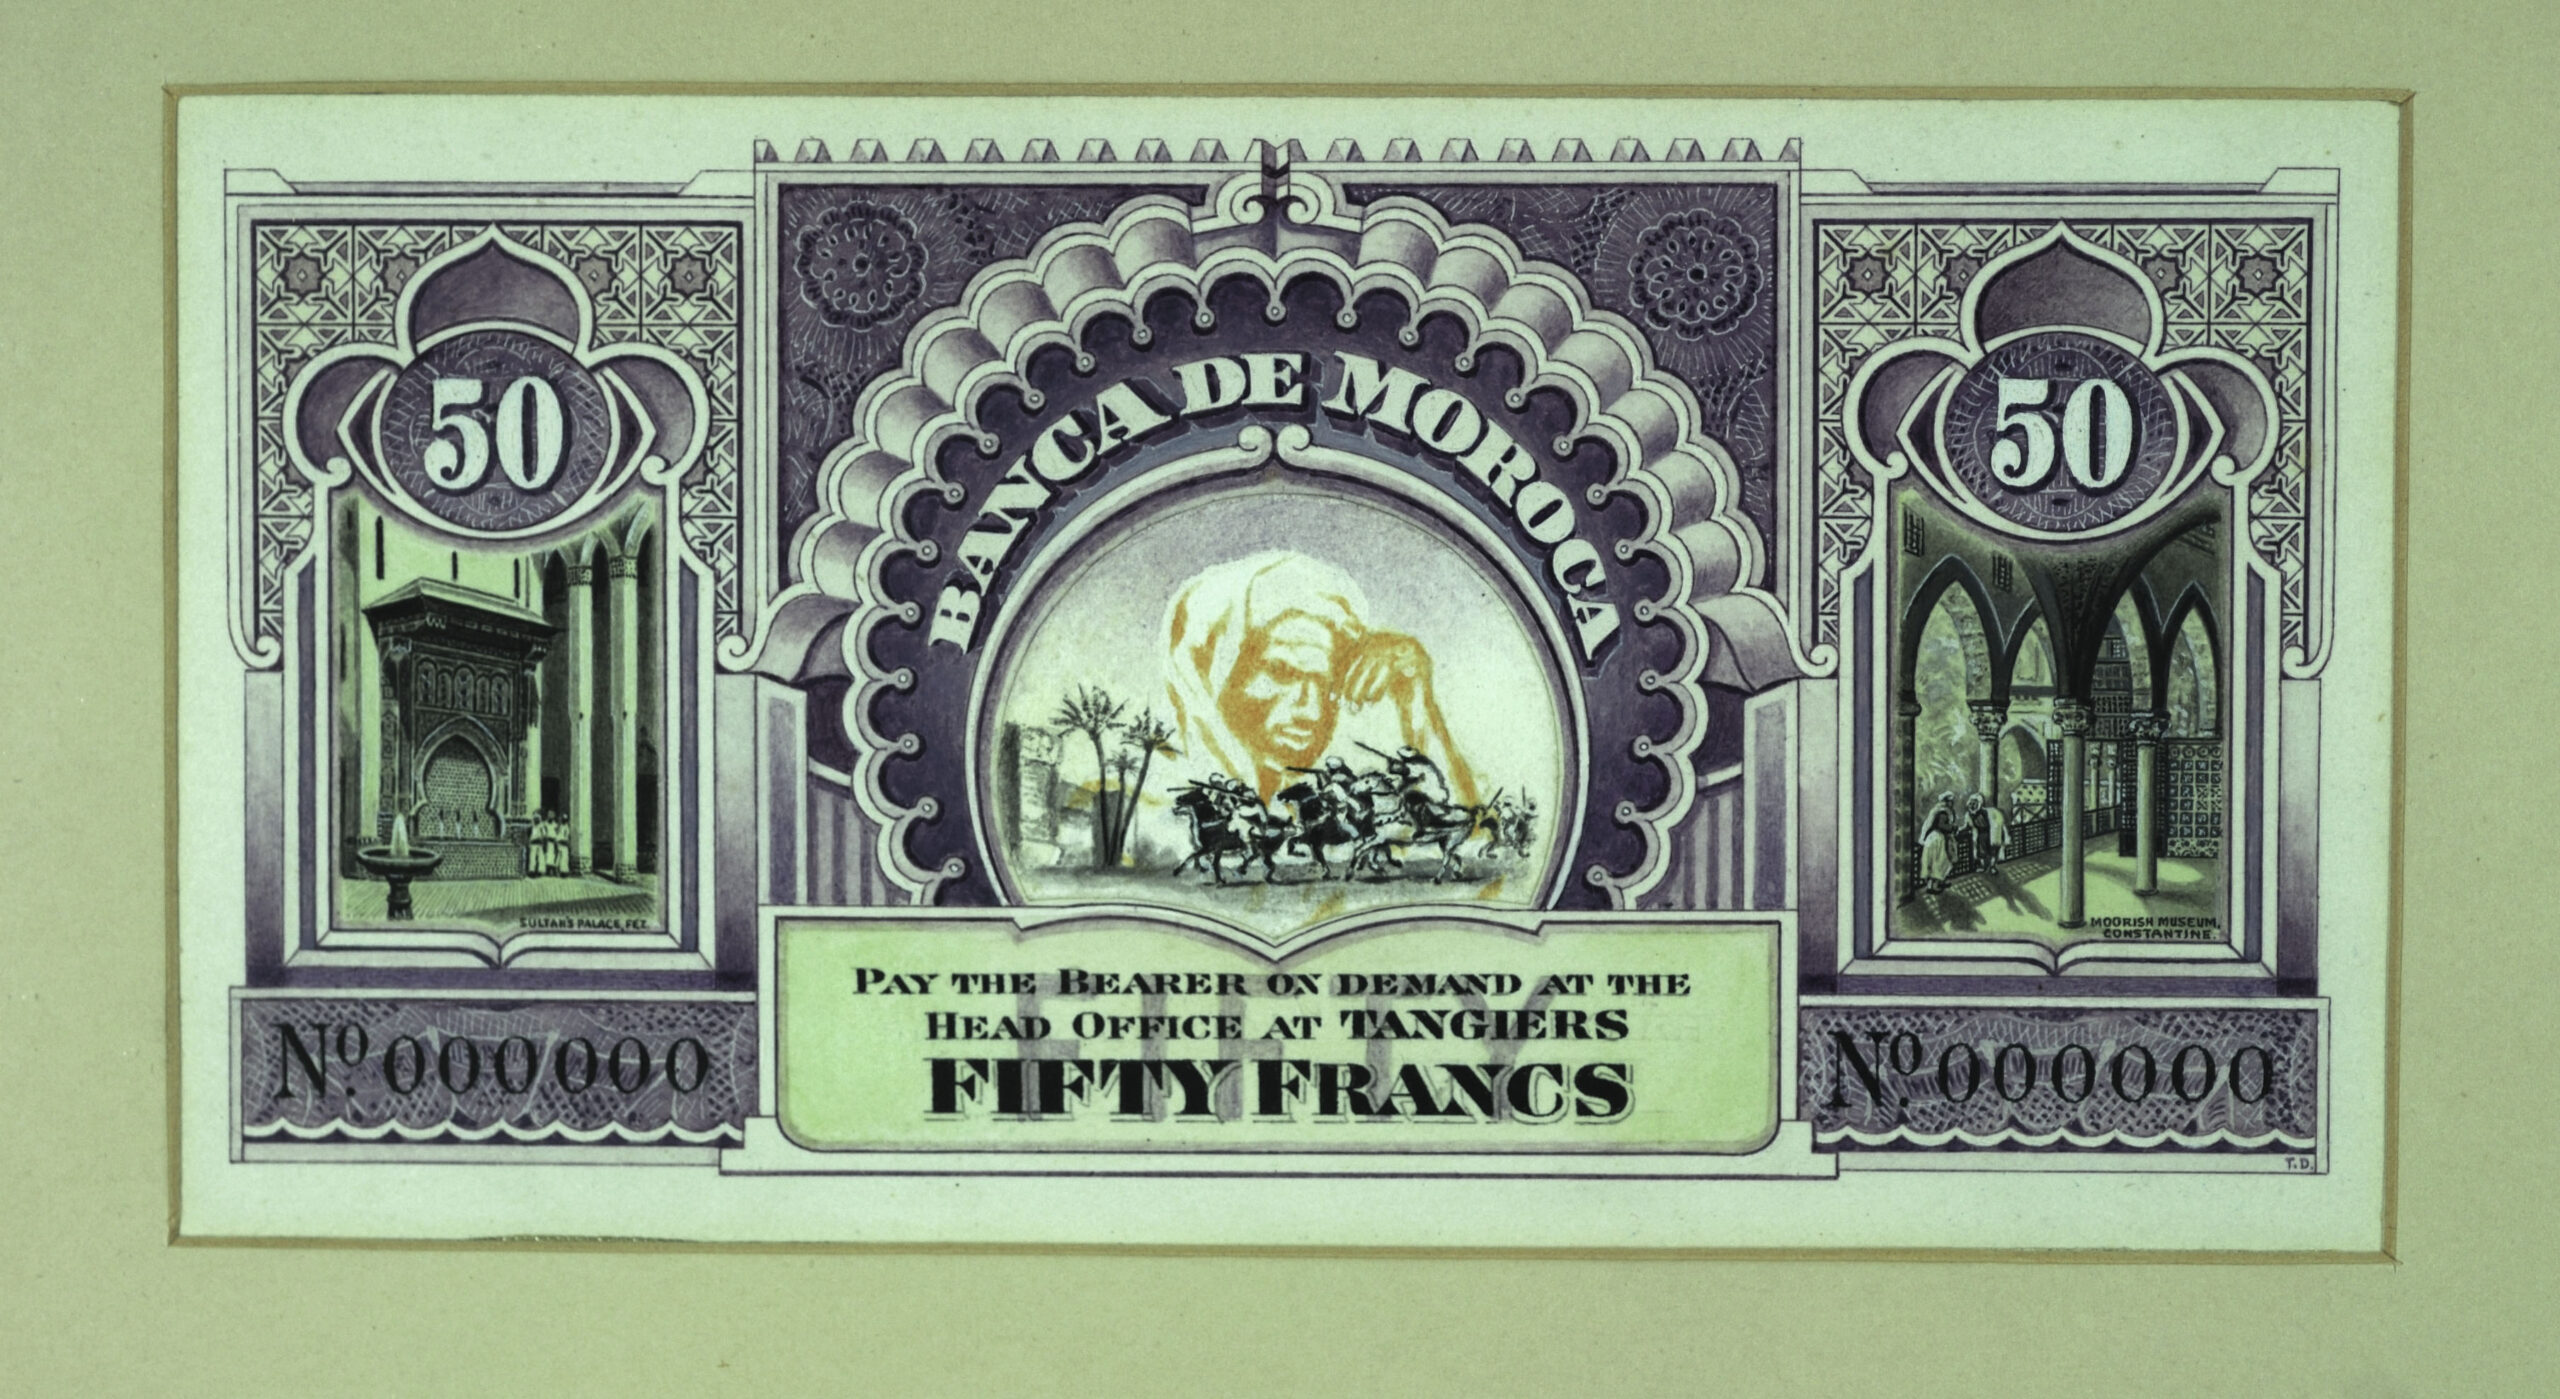 BANCA DE MOROCA
50
50
SULTAN'S PALACE, FEZ.
MOORISH MUSEUM,
CONSTANTINE.
PAY THE BEARER ON DEMAND AT THE
HEAD OFFICE AT TANGIERS
FIFTY FRANCS
FIFTY
No. 000000
No. 000000
T.D.